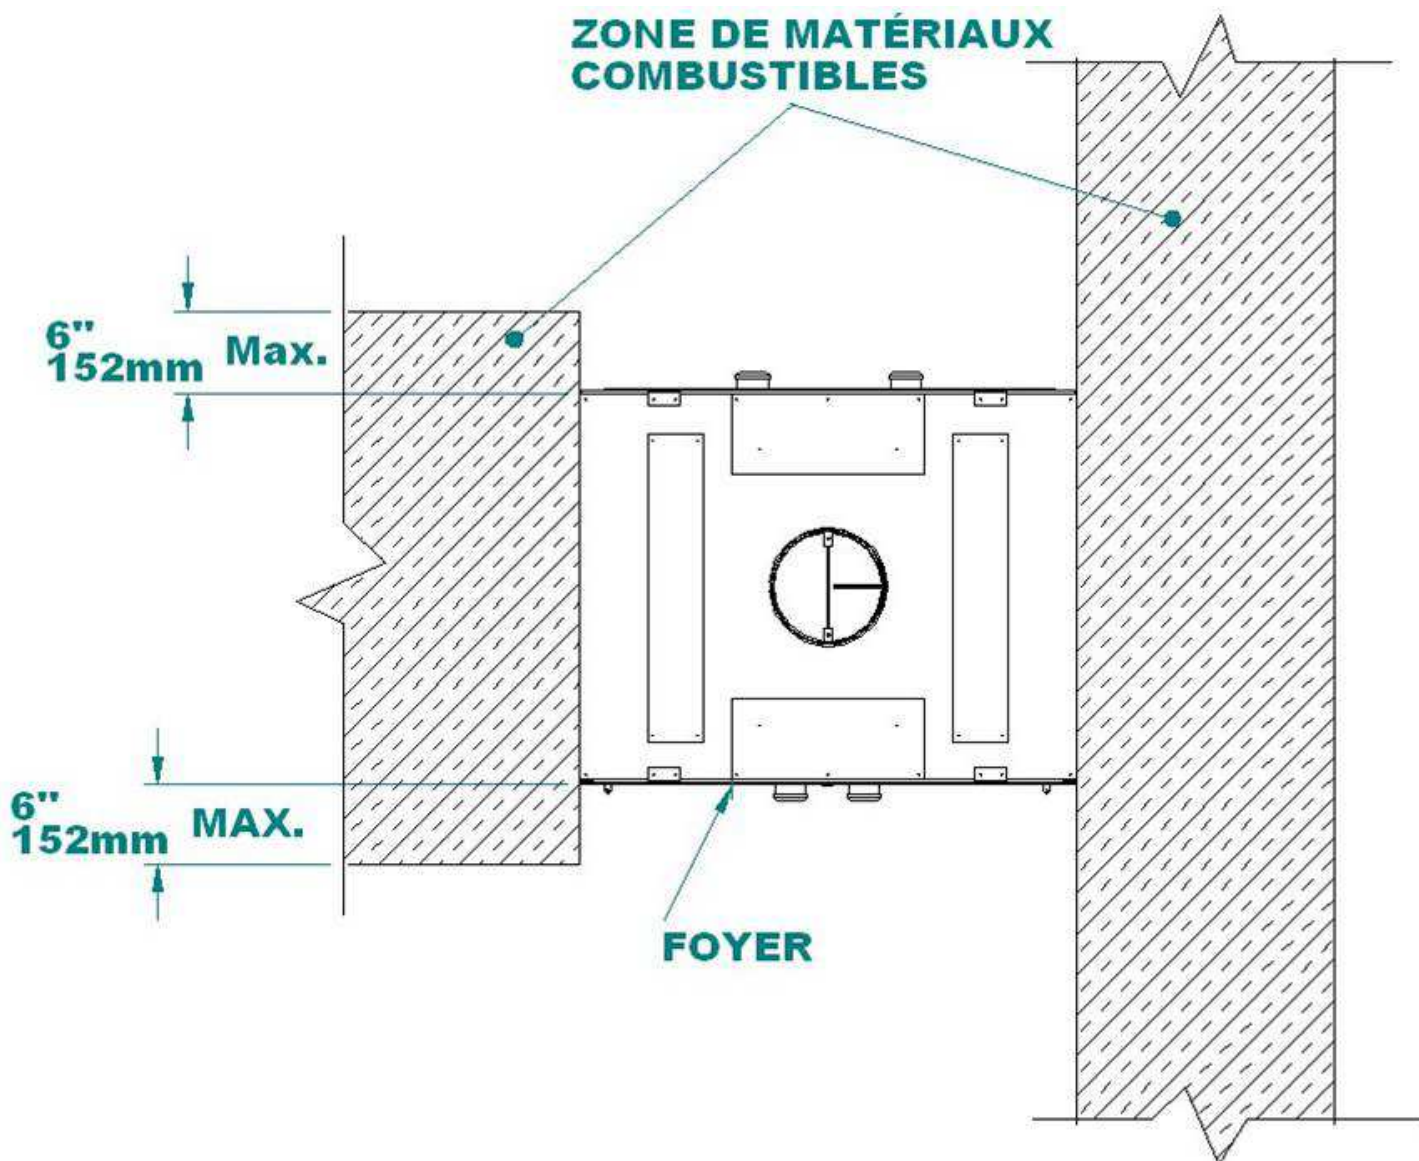 ZONE DE MATÉRIAUX
COMBUSTIBLES
6"
152mm
Max.
6"
152mm
MAX.
FOYER